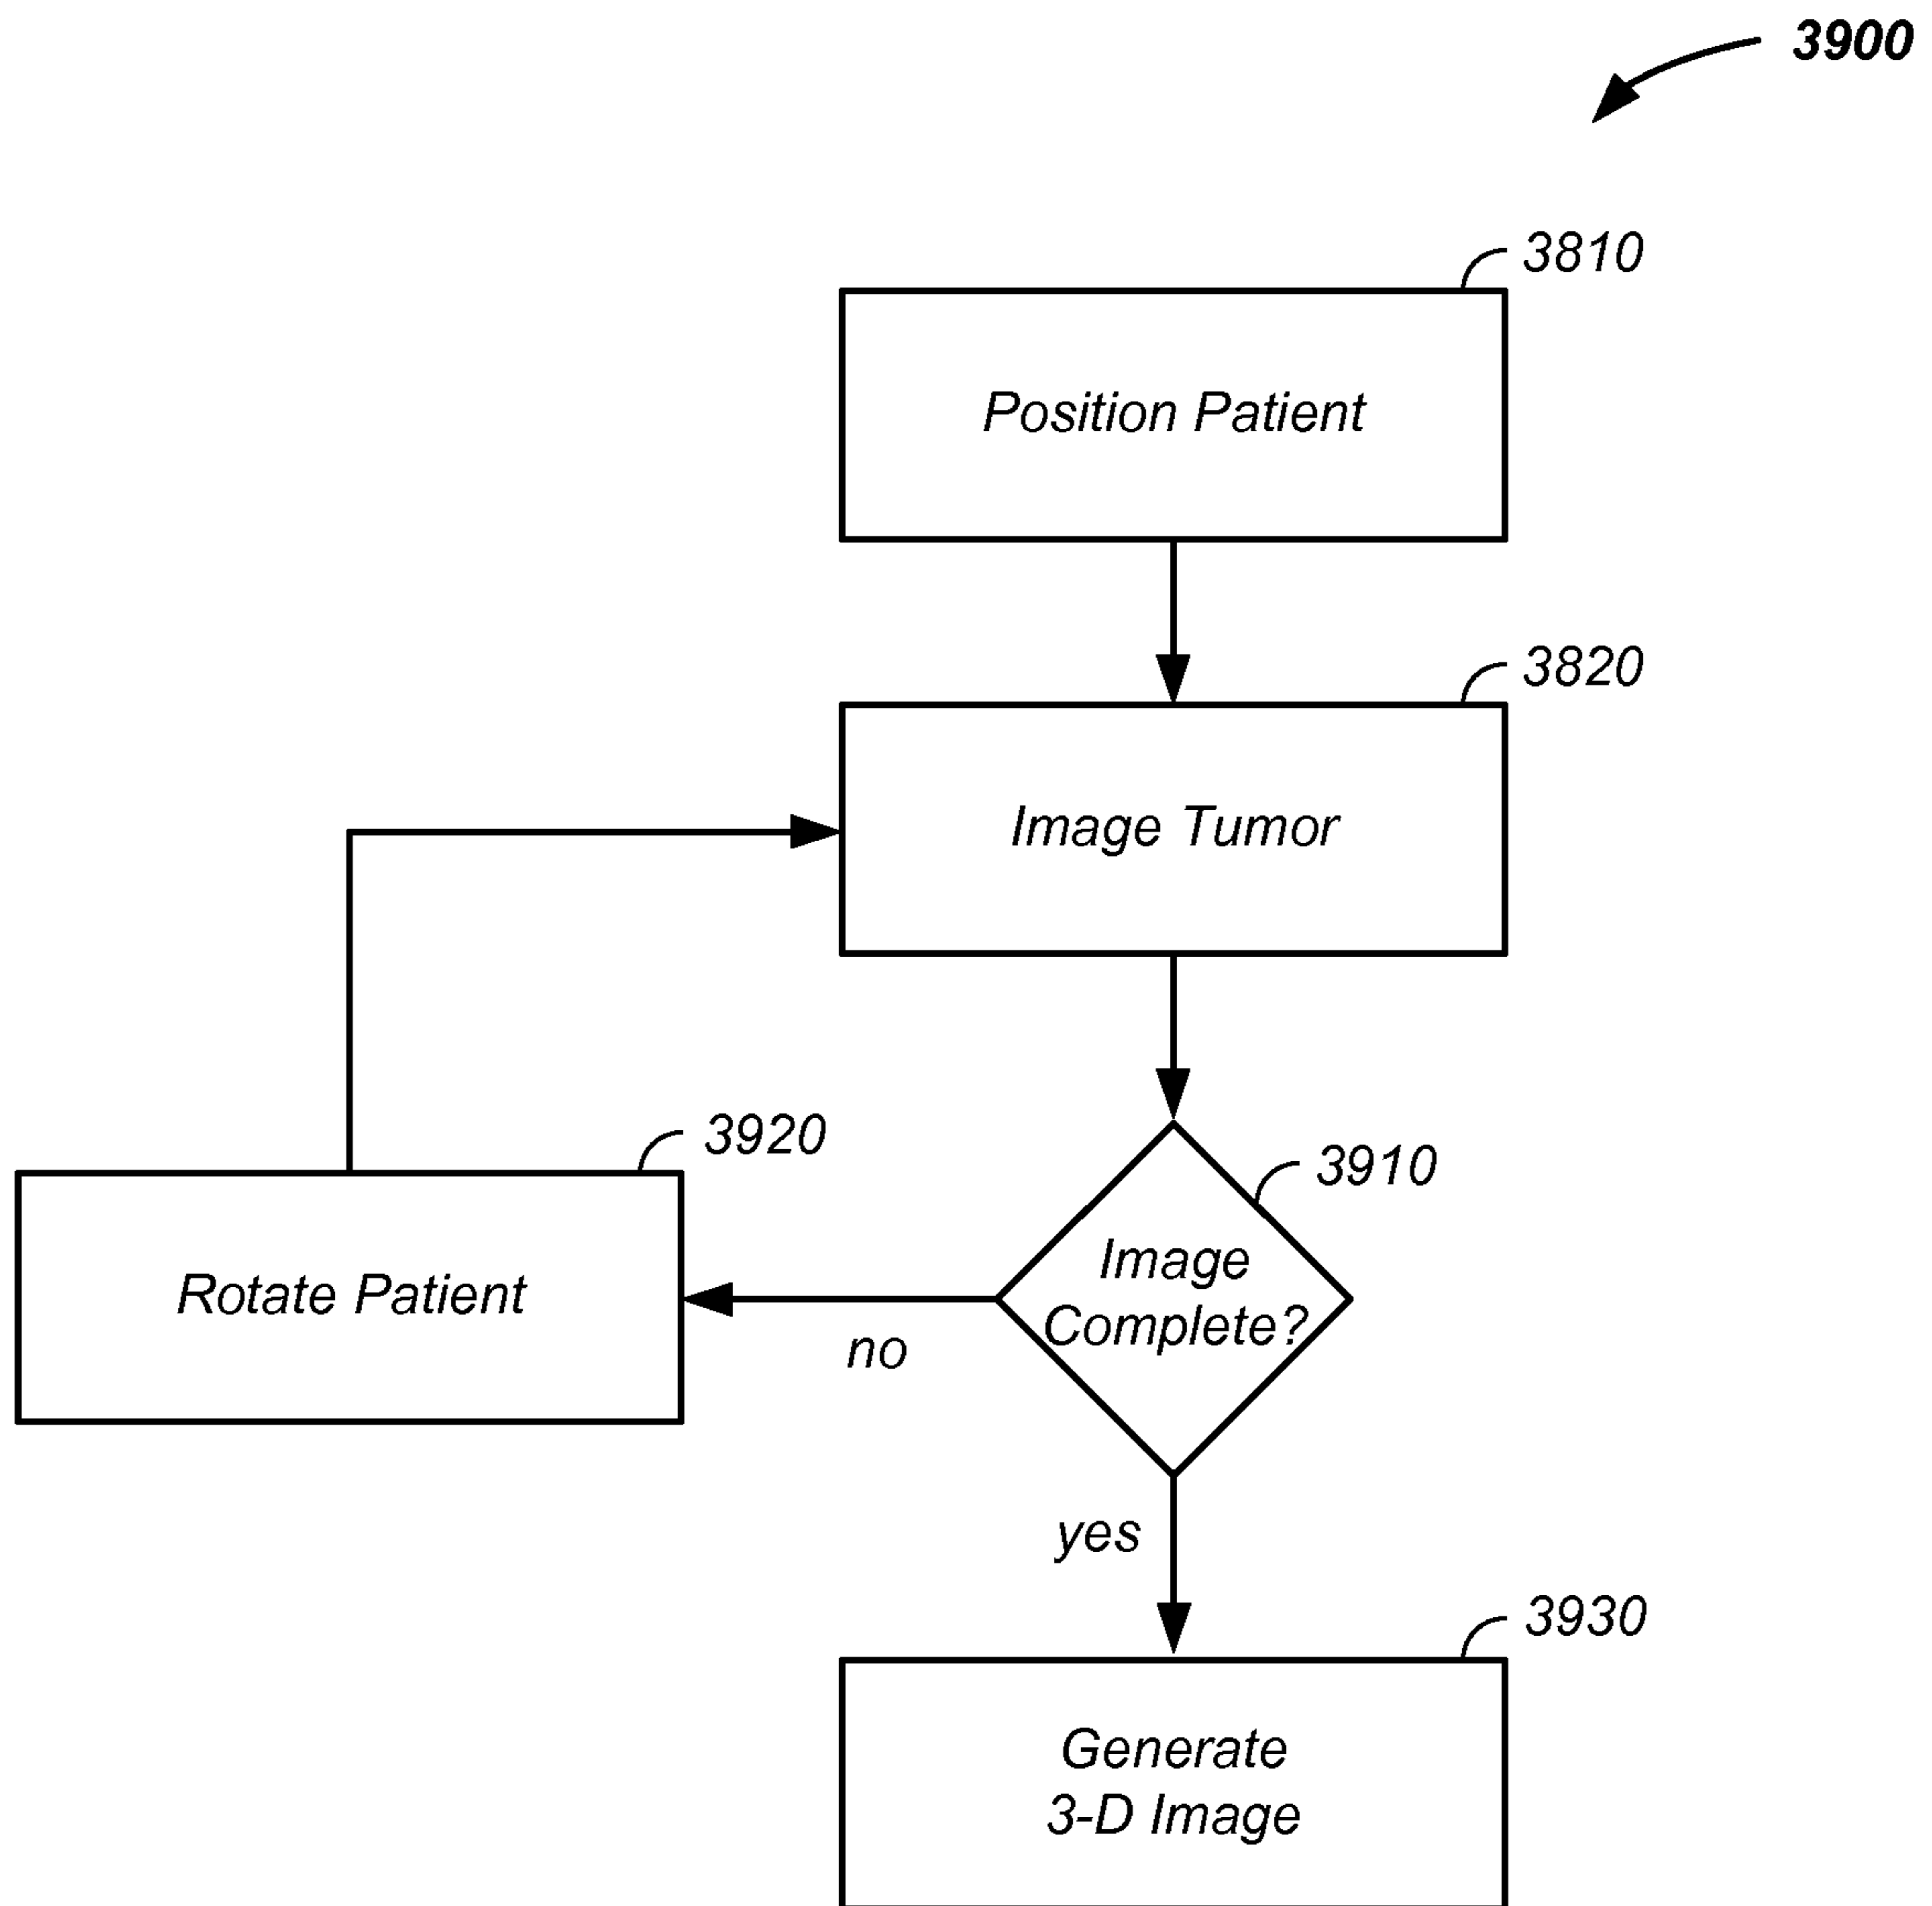 3900
3810
Position Patient
3820
Image Tumor
3920
Rotate Patient
3910
Image
Complete?
no
yes
3930
Generate
3-D Image